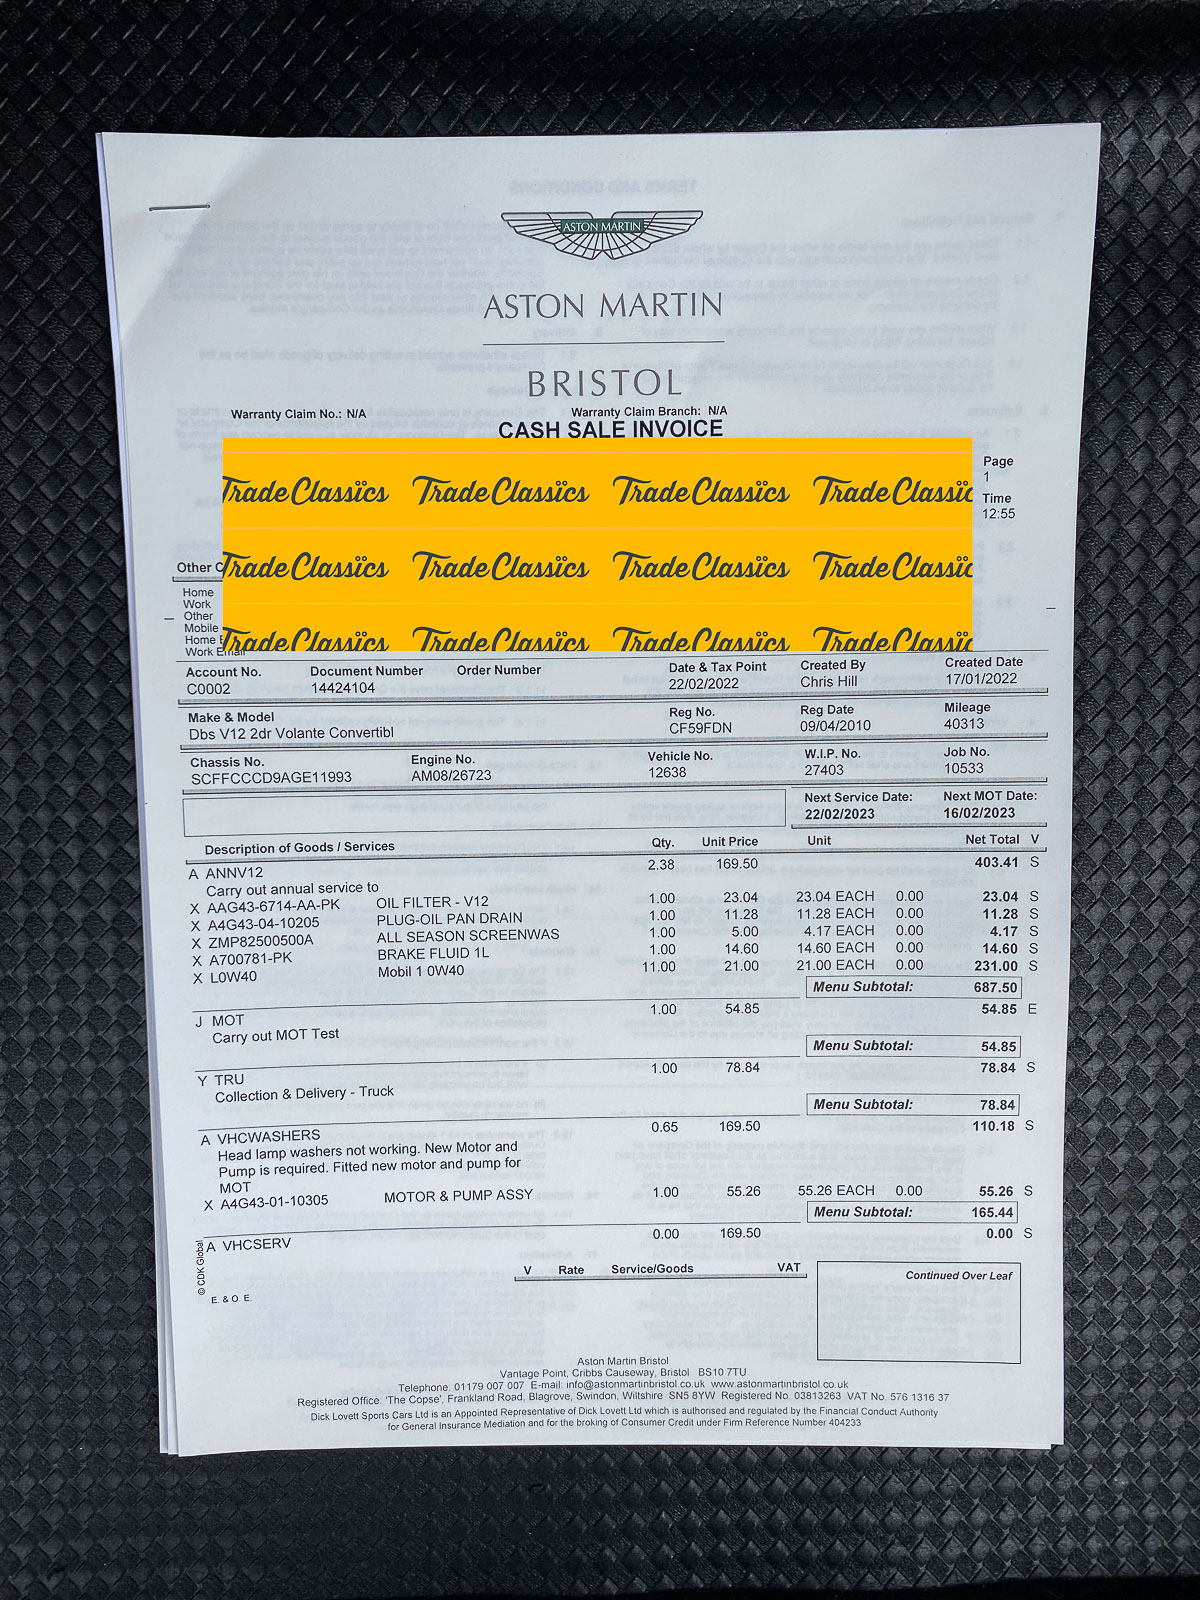 ASTON MARTIN
ASTON MARTIN
BRISTOL
Warranty Claim No.: N/A Warranty Claim Branch: N/A
CASH SALE INVOICE
Page
1
Time
12:55
TradeClassics TradeClassics TradeClassics TradeClassic
TradeClassics TradeClassics TradeClassics TradeClassic
TradeClassics TradeClassics TradeClassics TradeClassic
Other C
Home
Work
Other
Mobile
Home E
Work Email
Account No. Document Number Order Number Date & Tax Point Created By Created Date
C0002 14424104 22/02/2022 Chris Hill 17/01/2022
Make & Model Reg No. Reg Date Mileage
Dbs V12 2dr Volante Convertibl CF59FDN 09/04/2010 40313
Chassis No. Engine No. Vehicle No. W.I.P. No. Job No.
SCFFCCCD9AGE11993 AM08/26723 12638 27403 10533
Next Service Date: Next MOT Date:
22/02/2023 16/02/2023
Description of Goods / Services Qty. Unit Price Unit Net Total V
A ANNV12 2.38 169.50 403.41 S
Carry out annual service to
X AAG43-6714-AA-PK OIL FILTER - V12 1.00 23.04 23.04 EACH 0.00 23.04 S
X A4G43-04-10205 PLUG-OIL PAN DRAIN 1.00 11.28 11.28 EACH 0.00 11.28 S
X ZMP82500500A ALL SEASON SCREENWAS 1.00 5.00 4.17 EACH 0.00 4.17 S
X A700781-PK BRAKE FLUID 1L 1.00 14.60 14.60 EACH 0.00 14.60 S
X L0W40 Mobil 1 0W40 11.00 21.00 21.00 EACH 0.00 231.00 S
Menu Subtotal: 687.50
J MOT 1.00 54.85 54.85 E
Carry out MOT Test
Menu Subtotal: 54.85
Y TRU 1.00 78.84 78.84 S
Collection & Delivery - Truck
Menu Subtotal: 78.84
A VHCWASHERS 0.65 169.50 110.18 S
Head lamp washers not working. New Motor and
Pump is required. Fitted new motor and pump for
MOT
X A4G43-01-10305 MOTOR & PUMP ASSY 1.00 55.26 55.26 EACH 0.00 55.26 S
Menu Subtotal: 165.44
A VHCSERV 0.00 169.50 0.00 S
© CDK Global
V Rate Service/Goods VAT
Continued Over Leaf
E. & O. E.
Aston Martin Bristol
Vantage Point, Cribbs Causeway, Bristol BS10 7TU
Telephone: 01179 007 007 E-mail: info@astonmartinbristol.co.uk www.astonmartinbristol.co.uk
Registered Office: 'The Copse', Frankland Road, Blagrove, Swindon, Wiltshire SN5 8YW Registered No. 03813263 VAT No. 576 1316 37
Dick Lovett Sports Cars Ltd is an Appointed Representative of Dick Lovett Ltd which is authorised and regulated by the Financial Conduct Authority
for General Insurance Mediation and for the broking of Consumer Credit under Firm Reference Number 404233